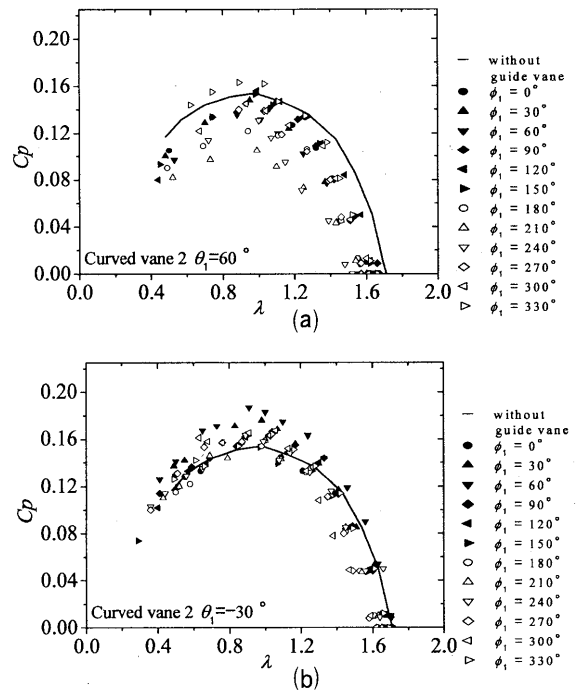 0.20
0.16
0.12
0.08
0.04
0.00
Cp
Curved vane 2 θ₁=60°
0.0 0.4 0.8 1.2 1.6 2.0
λ
(a)
without
guide vane
ϕ₁ = 0°
ϕ₁ = 30°
ϕ₁ = 60°
ϕ₁ = 90°
ϕ₁ = 120°
ϕ₁ = 150°
ϕ₁ = 180°
ϕ₁ = 210°
ϕ₁ = 240°
ϕ₁ = 270°
ϕ₁ = 300°
ϕ₁ = 330°
0.20
0.16
0.12
0.08
0.04
0.00
Cp
Curved vane 2 θ₁=−30°
0.0 0.4 0.8 1.2 1.6 2.0
λ
(b)
without
guide vane
ϕ₁ = 0°
ϕ₁ = 30°
ϕ₁ = 60°
ϕ₁ = 90°
ϕ₁ = 120°
ϕ₁ = 150°
ϕ₁ = 180°
ϕ₁ = 210°
ϕ₁ = 240°
ϕ₁ = 270°
ϕ₁ = 300°
ϕ₁ = 330°